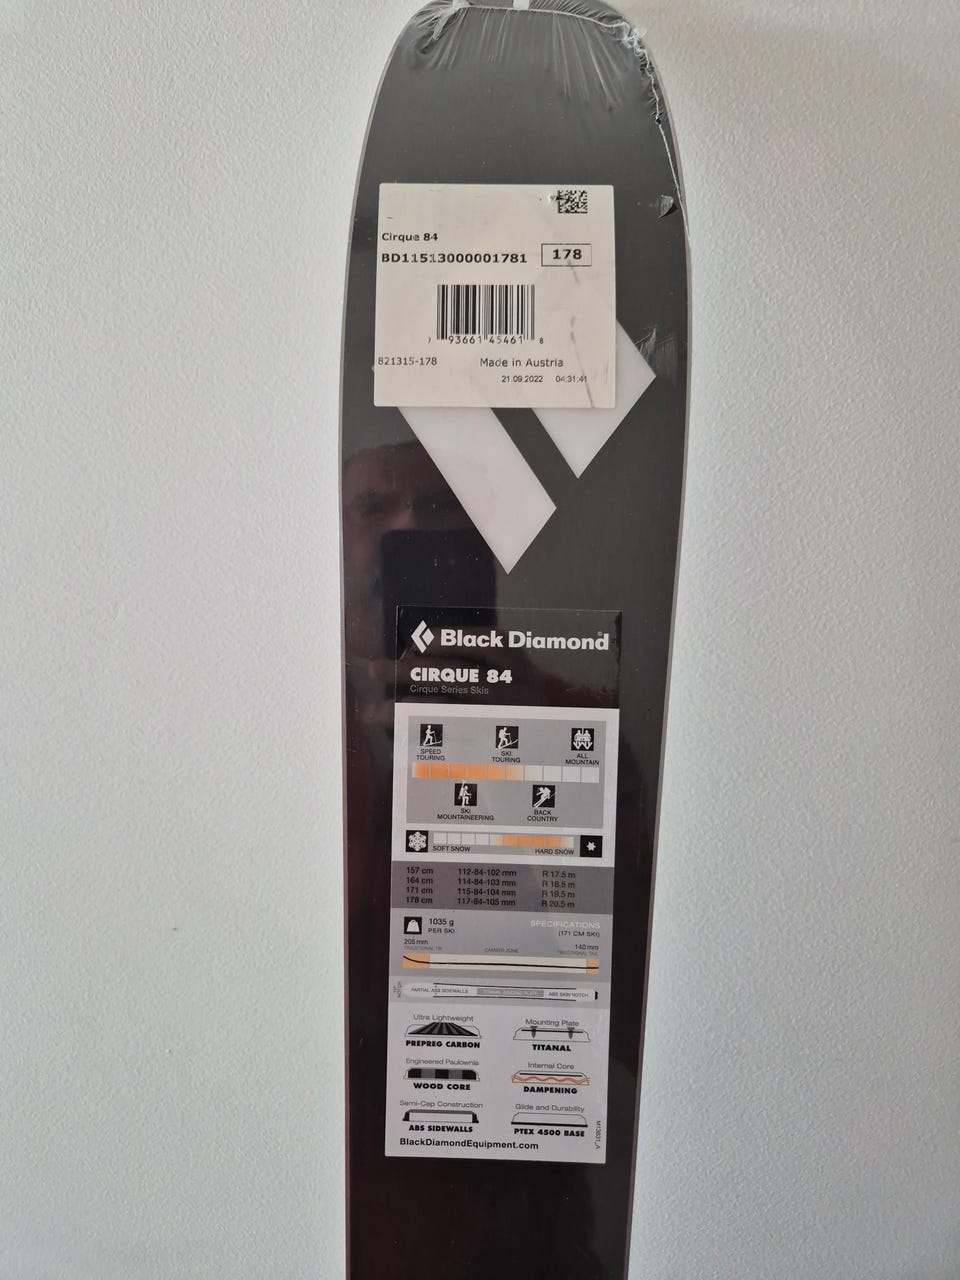 Cirque 84
BD11513000001781 178
7 93661 45461 8
821315-178 Made in Austria
21.09.2022 04:31:41
Black Diamond
CIRQUE 84
Cirque Series Skis
SPEED TOURING
SKI TOURING
ALL MOUNTAIN
SKI MOUNTAINEERING
BACK COUNTRY
SOFT SNOW HARD SNOW
157 cm 112-84-102 mm R 17.5 m
164 cm 114-84-103 mm R 18.5 m
171 cm 115-84-104 mm R 19.5 m
178 cm 117-84-105 mm R 20.5 m
1035 g
PER SKI
SPECIFICATIONS
(171 CM SKI)
205 mm 140 mm
TRADITIONAL TIP CAMBER ZONE TRADITIONAL TAIL
PARTIAL ABS SIDEWALLS ABS SKIN NOTCH
Ultra Lightweight
PREPREG CARBON
Mounting Plate
TITANAL
Engineered Paulownia
WOOD CORE
Internal Core
DAMPENING
Semi-Cap Construction
ABS SIDEWALLS
Glide and Durability
PTEX 4500 BASE
BlackDiamondEquipment.com